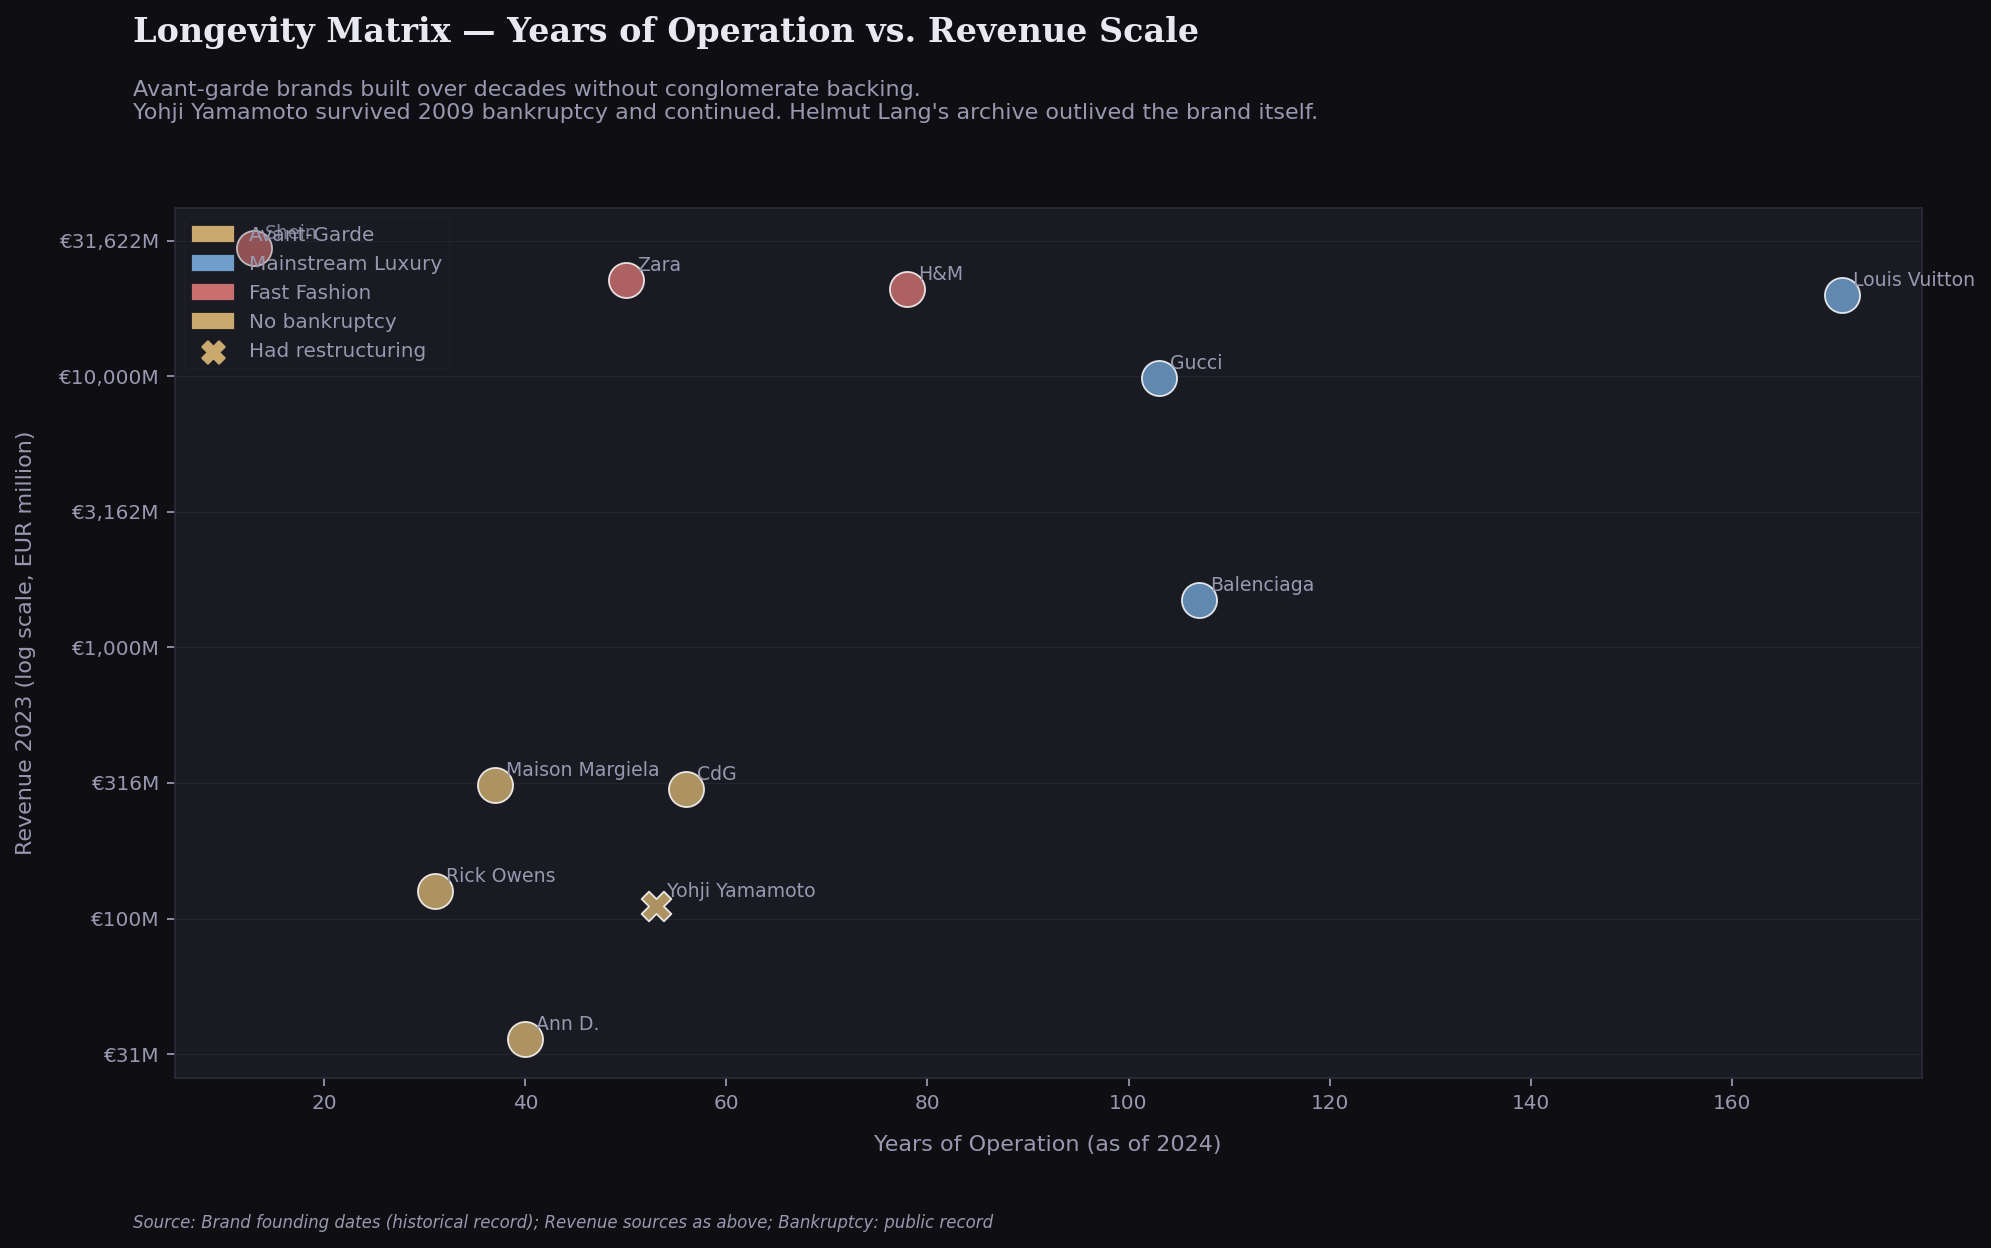 Longevity Matrix — Years of Operation vs. Revenue Scale
Avant-garde brands built over decades without conglomerate backing.
Yohji Yamamoto survived 2009 bankruptcy and continued. Helmut Lang's archive outlived the brand itself.
Avant-Garde
Mainstream Luxury
Fast Fashion
No bankruptcy
Had restructuring
Shein
Zara
H&M
Louis Vuitton
Gucci
Balenciaga
Maison Margiela
CdG
Rick Owens
Yohji Yamamoto
Ann D.
Revenue 2023 (log scale, EUR million)
€31,622M
€10,000M
€3,162M
€1,000M
€316M
€100M
€31M
20 40 60 80 100 120 140 160
Years of Operation (as of 2024)
Source: Brand founding dates (historical record); Revenue sources as above; Bankruptcy: public record